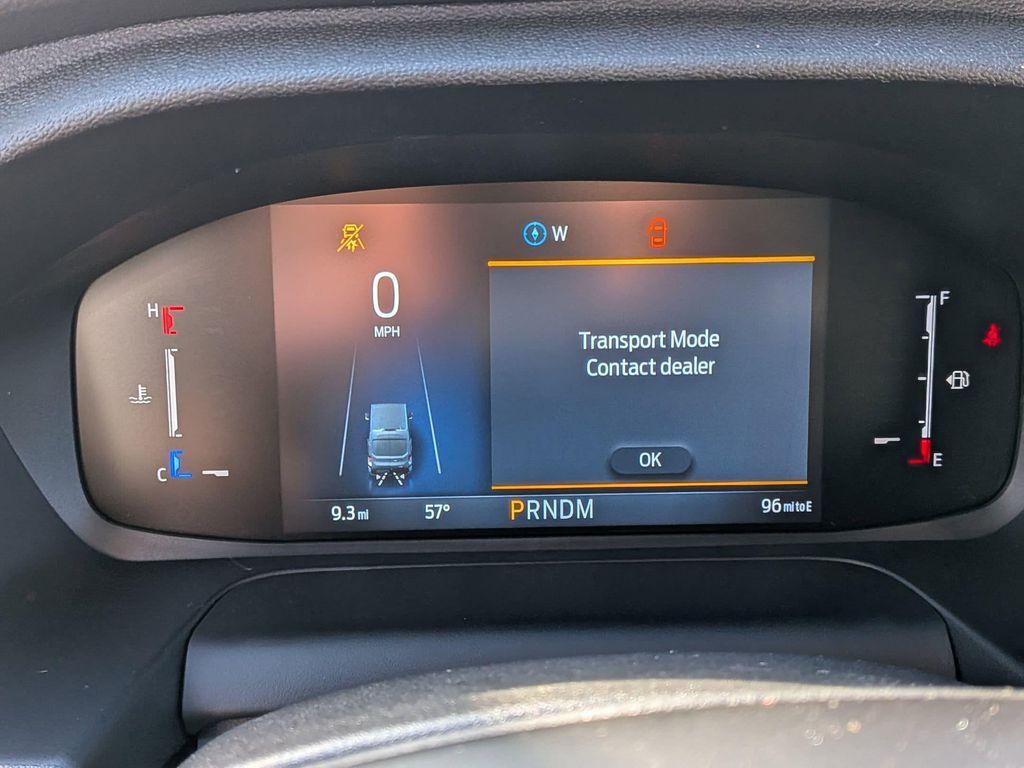 W
0
MPH
H
C
Transport Mode
Contact dealer
OK
F
E
9.3 mi
57°
PRNDM
96 mi to E